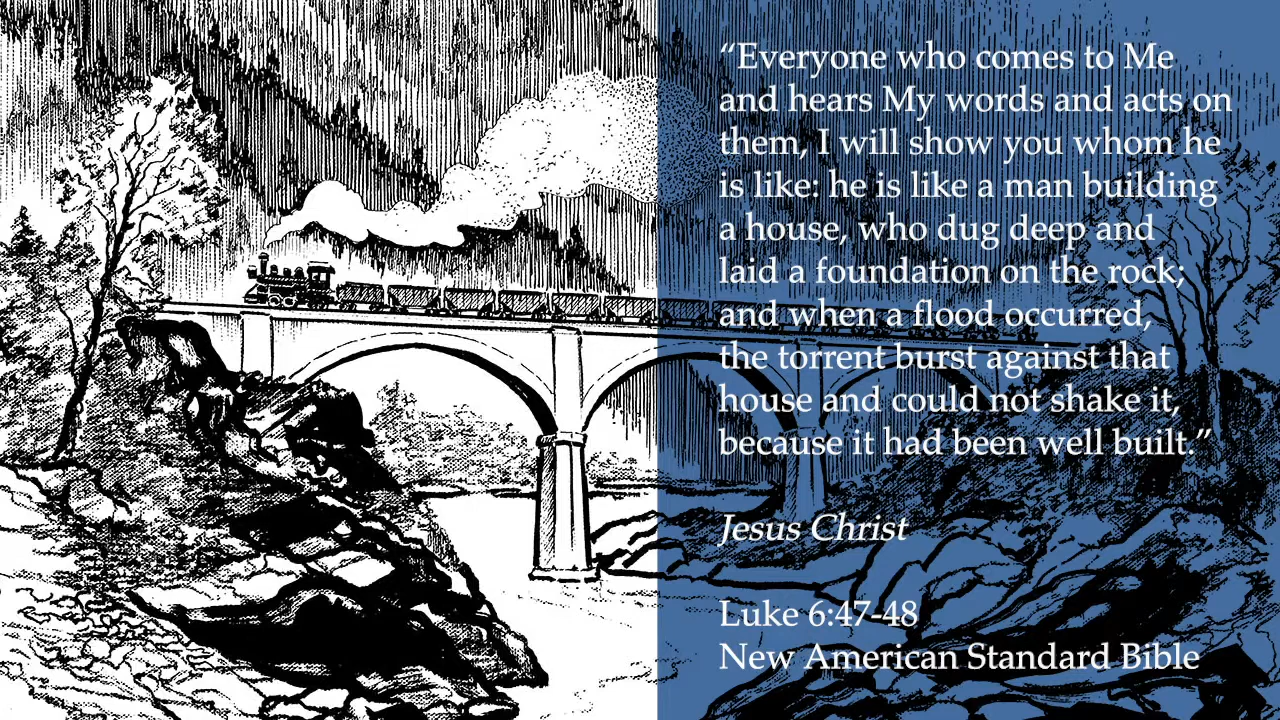 “Everyone who comes to Me
and hears My words and acts on
them, I will show you whom he
is like: he is like a man building
a house, who dug deep and
laid a foundation on the rock;
and when a flood occurred,
the torrent burst against that
house and could not shake it,
because it had been well built.”
Jesus Christ
Luke 6:47-48
New American Standard Bible